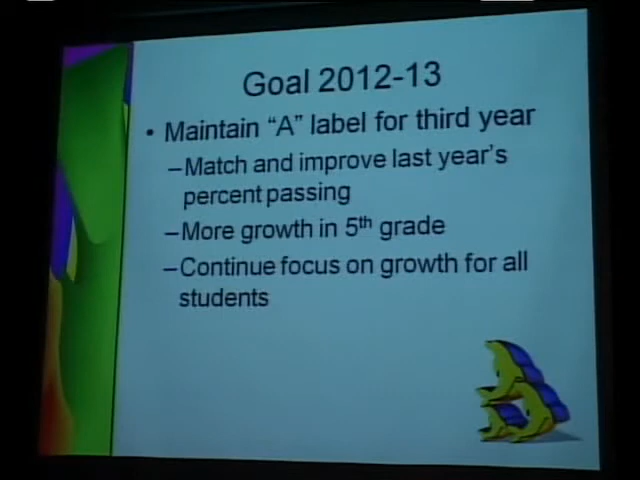 Goal 2012-13
• Maintain “A” label for third year
–Match and improve last year’s
percent passing
–More growth in 5th grade
–Continue focus on growth for all
students